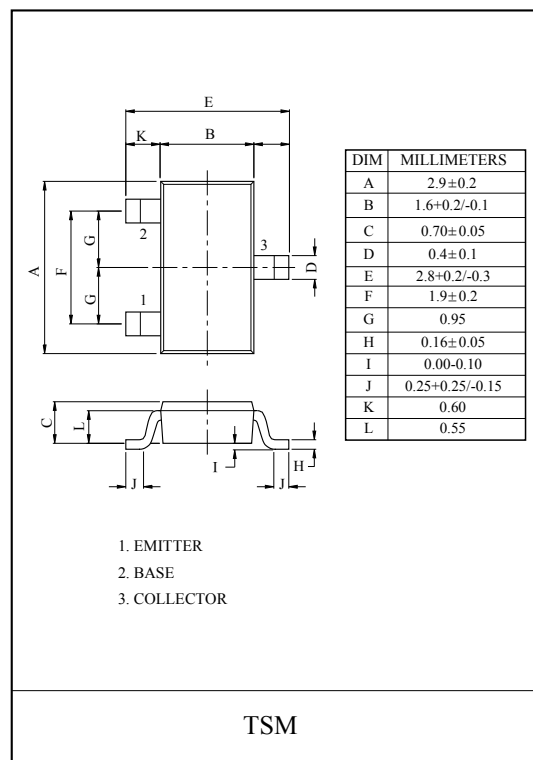 E
K B
DIM MILLIMETERS
A 2.9±0.2
B 1.6+0.2/-0.1
C 0.70±0.05
D 0.4±0.1
E 2.8+0.2/-0.3
F 1.9±0.2
G 0.95
H 0.16±0.05
I 0.00-0.10
J 0.25+0.25/-0.15
K 0.60
L 0.55
2
3
G
A
F
D
G
1
C
L
I
H
J
J
1. EMITTER
2. BASE
3. COLLECTOR
TSM